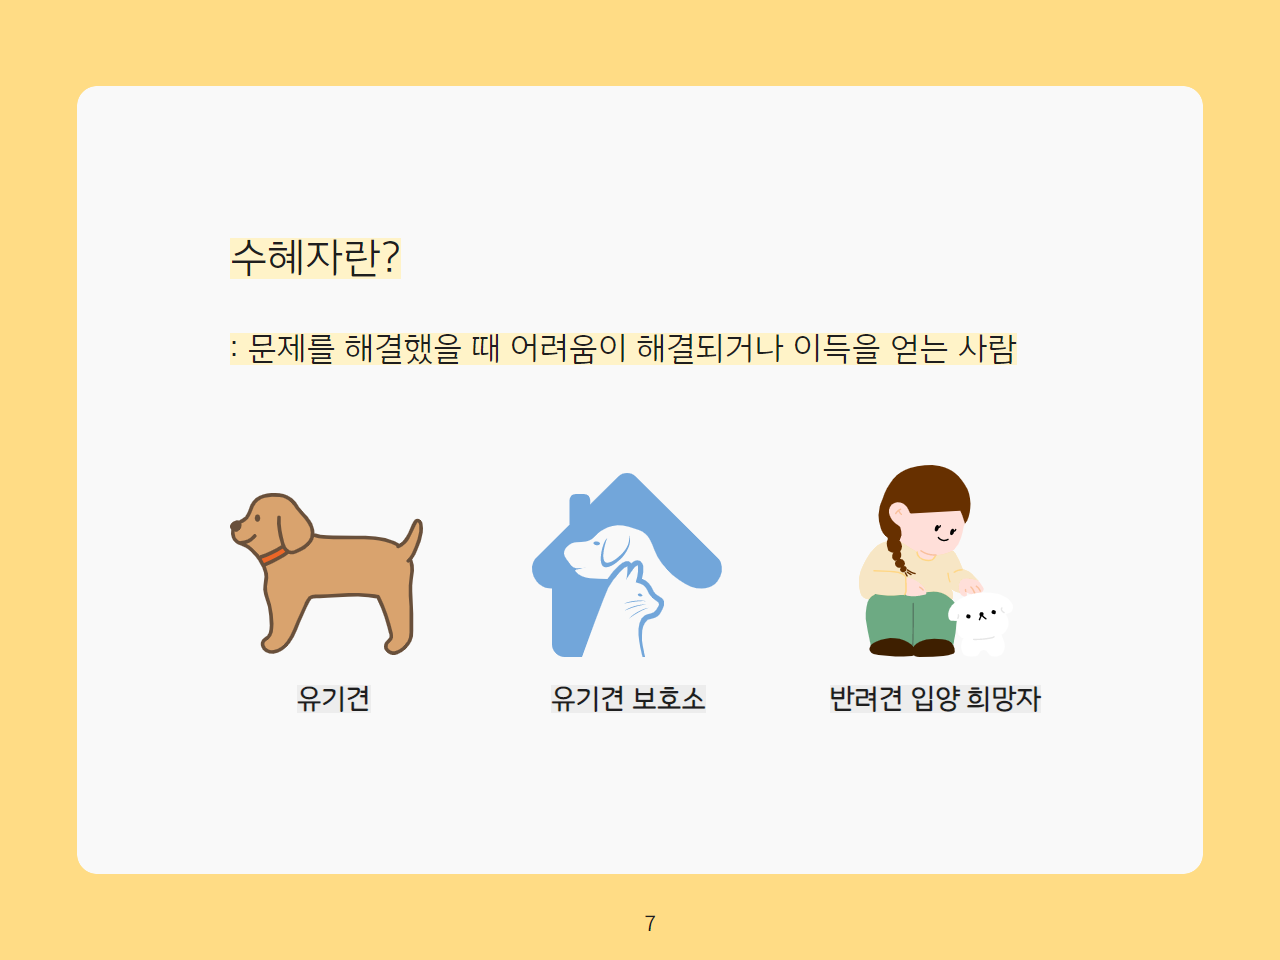 수혜자란?
: 문제를 해결했을 때 어려움이 해결되거나 이득을 얻는 사람
유기견
유기견 보호소
반려견 입양 희망자
7